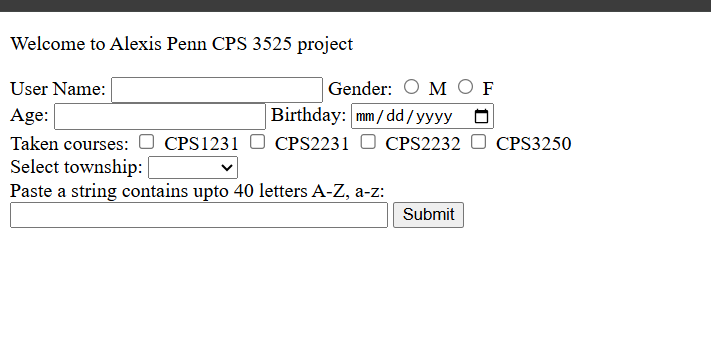 Welcome to Alexis Penn CPS 3525 project
User Name: Gender: M F
Age: Birthday: mm/dd/yyyy
Taken courses: CPS1231 CPS2231 CPS2232 CPS3250
Select township:
Paste a string contains upto 40 letters A-Z, a-z:
Submit